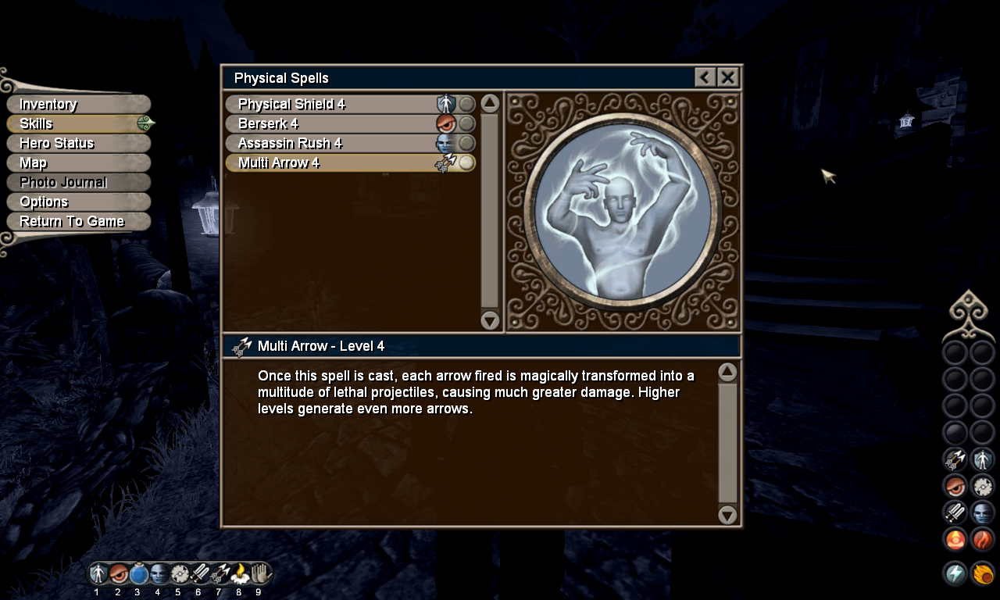 Inventory
Skills
Hero Status
Map
Photo Journal
Options
Return To Game
Physical Spells
Physical Shield 4
Berserk 4
Assassin Rush 4
Multi Arrow 4
Multi Arrow - Level 4
Once this spell is cast, each arrow fired is magically transformed into a
multitude of lethal projectiles, causing much greater damage. Higher
levels generate even more arrows.
1 2 3 4 5 6 7 8 9